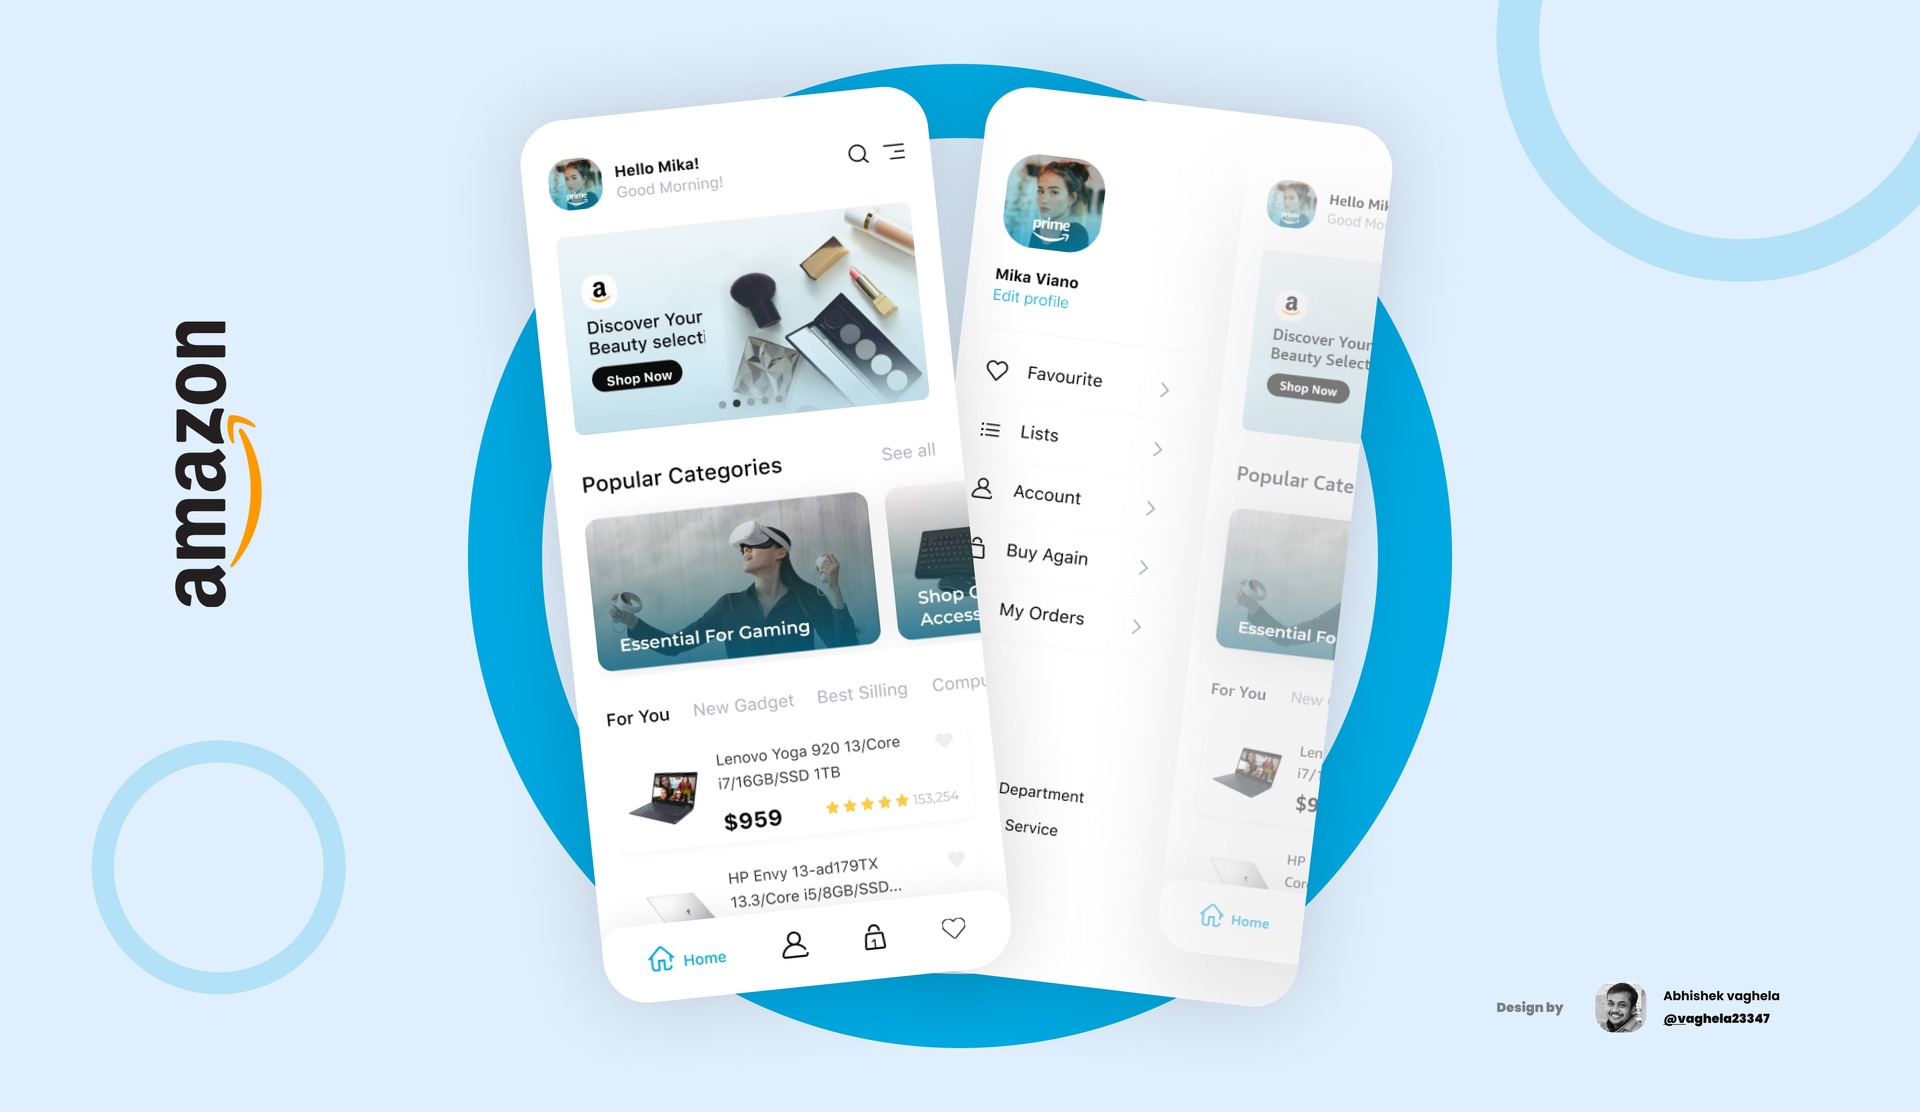 amazon
Hello Mika!
Good Morning!
prime
a
Discover Your
Beauty selecti
Shop Now
Popular Categories
See all
Essential For Gaming
Shop
Access
For You
New Gadget
Best Silling
Compu
Lenovo Yoga 920 13/Core
i7/16GB/SSD 1TB
$959
153,254
HP Envy 13-ad179TX
13.3/Core i5/8GB/SSD...
Home
1
prime
Mika Viano
Edit profile
Favourite
Lists
Account
Buy Again
My Orders
Department
Service
Hello Mik
Good Mo
a
Discover Your
Beauty Select
Shop Now
Popular Cate
Essential Fo
For You
New
Len
i7/1
$9
HP
Cor
Home
Design by
Abhishek vaghela
@vaghela23347